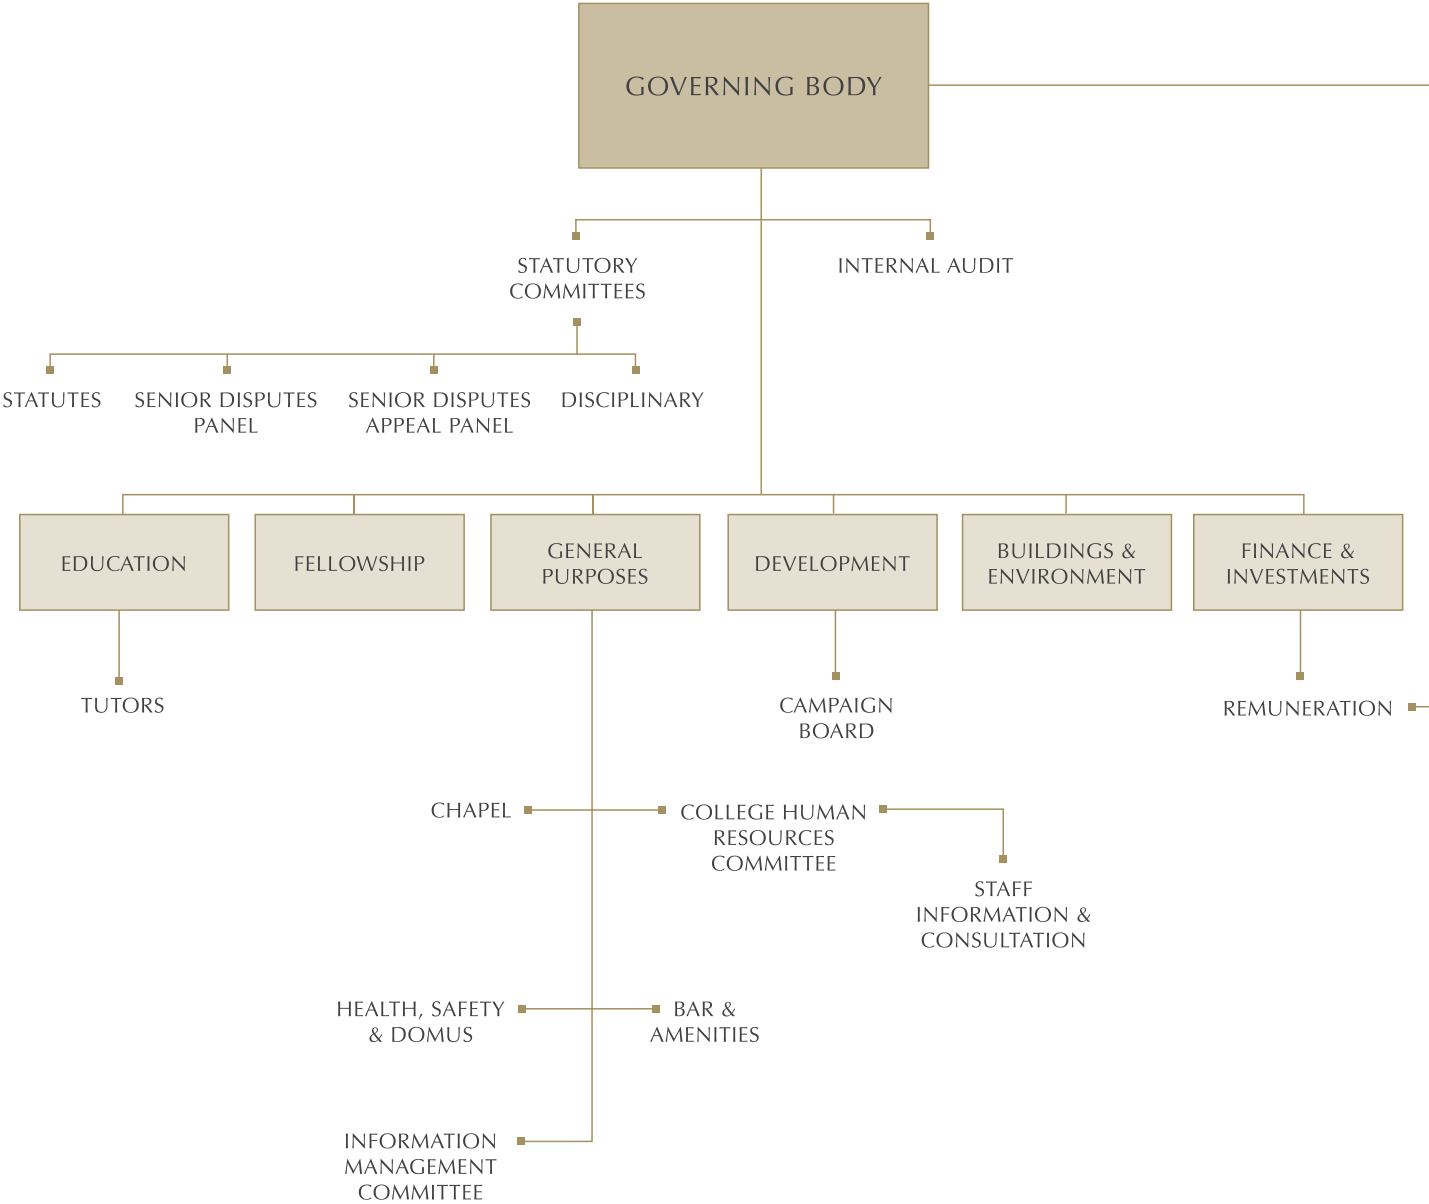 GOVERNING BODY
STATUTORY
COMMITTEES
INTERNAL AUDIT
STATUTES
SENIOR DISPUTES
PANEL
SENIOR DISPUTES
APPEAL PANEL
DISCIPLINARY
EDUCATION
FELLOWSHIP
GENERAL
PURPOSES
DEVELOPMENT
BUILDINGS &
ENVIRONMENT
FINANCE &
INVESTMENTS
TUTORS
CAMPAIGN
BOARD
REMUNERATION
CHAPEL
COLLEGE HUMAN
RESOURCES
COMMITTEE
STAFF
INFORMATION &
CONSULTATION
HEALTH, SAFETY
& DOMUS
BAR &
AMENITIES
INFORMATION
MANAGEMENT
COMMITTEE